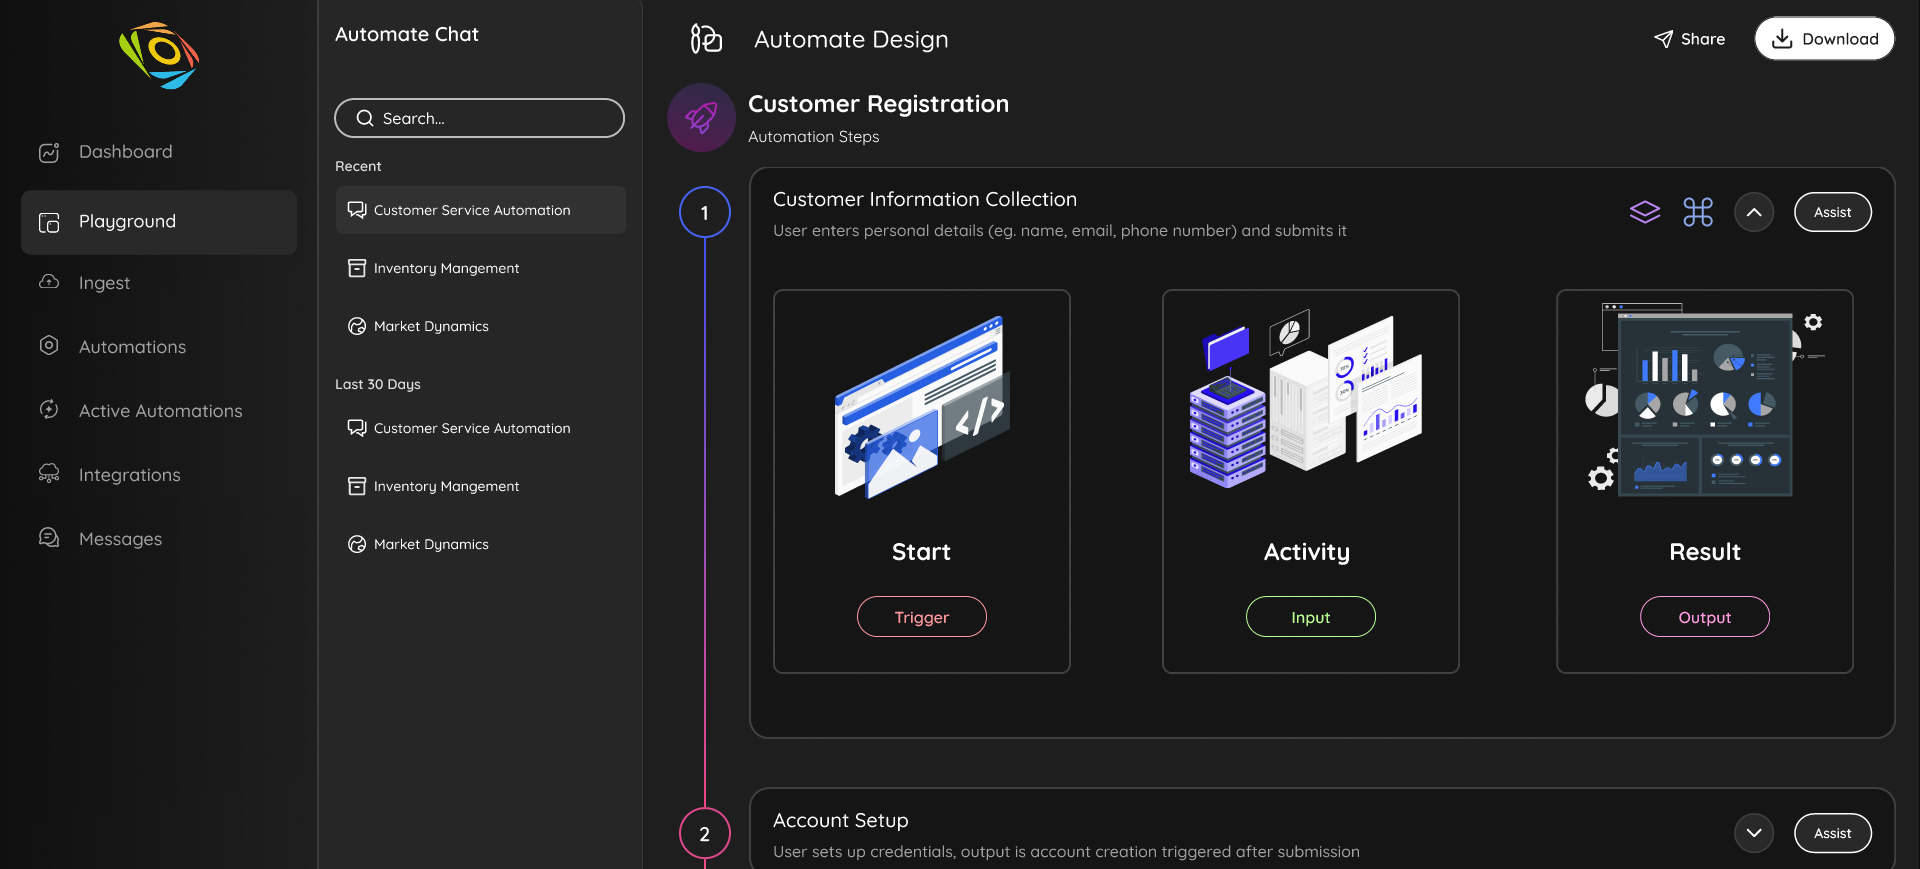 Dashboard
Playground
Ingest
Automations
Active Automations
Integrations
Messages
Automate Chat
Search...
Recent
Customer Service Automation
Inventory Mangement
Market Dynamics
Last 30 Days
Customer Service Automation
Inventory Mangement
Market Dynamics
Automate Design
Share
Download
Customer Registration
Automation Steps
1
Customer Information Collection
User enters personal details (eg. name, email, phone number) and submits it
Assist
</>
Start
Trigger
Activity
Input
Result
Output
2
Account Setup
User sets up credentials, output is account creation triggered after submission
Assist